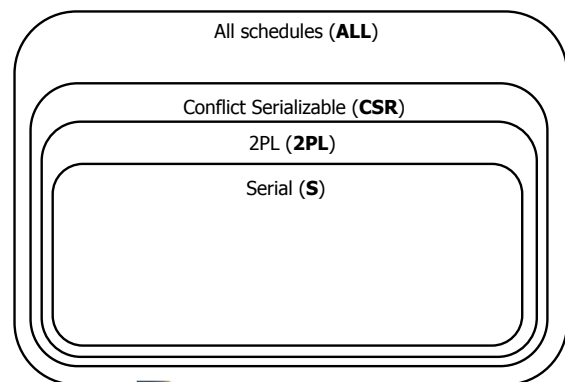 All schedules (ALL)
Conflict Serializable (CSR)
2PL (2PL)
Serial (S)